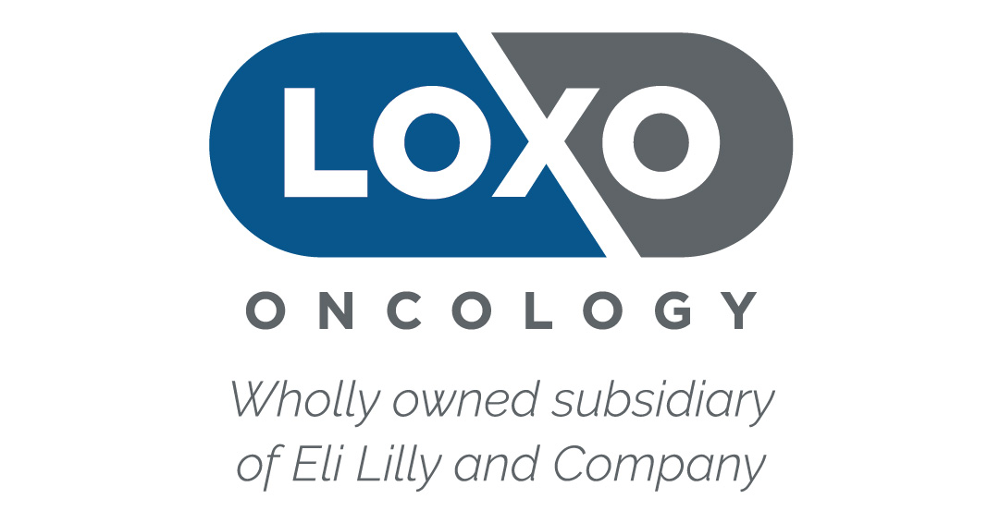 LOXO
ONCOLOGY
Wholly owned subsidiary
of Eli Lilly and Company